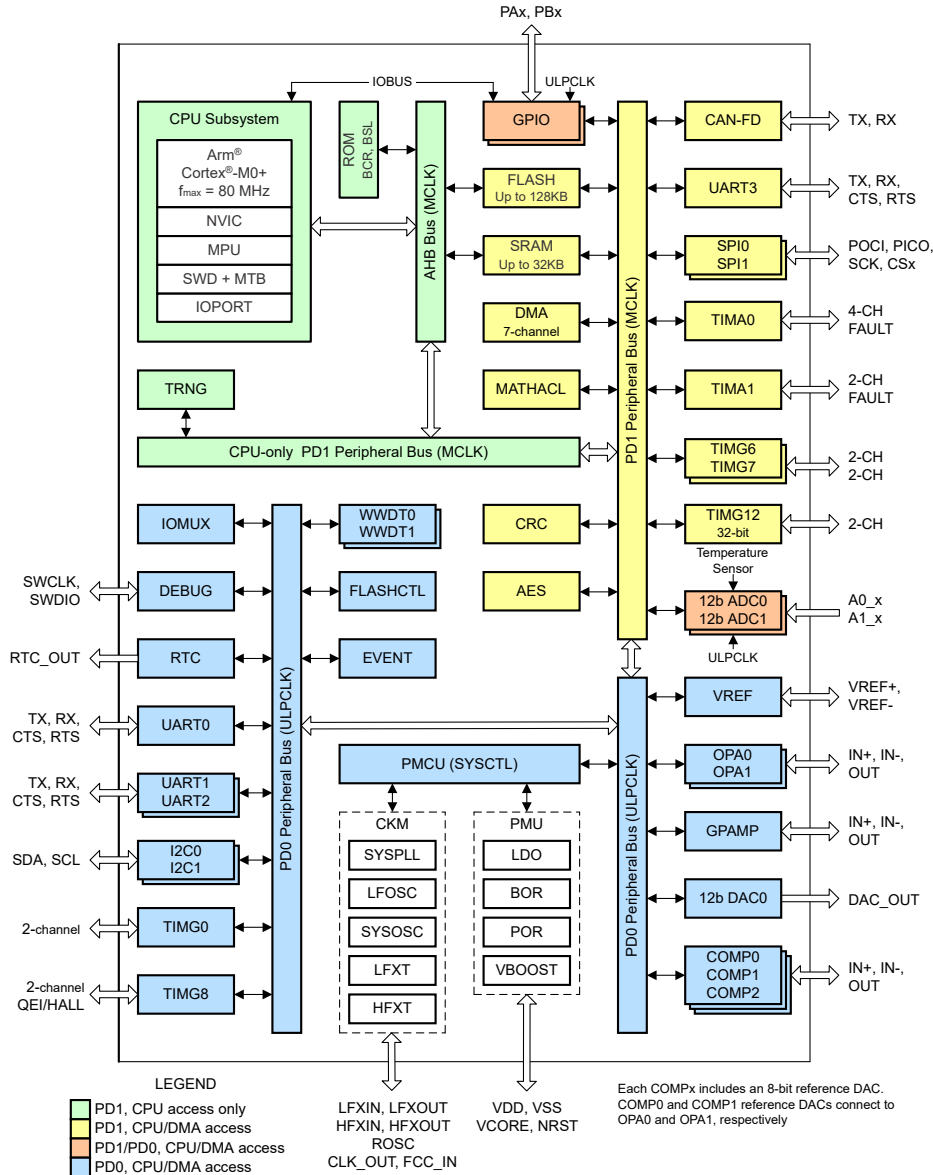 PAx, PBx
IOBUS
ULPCLK
CPU Subsystem
Arm®
Cortex®-M0+
fmax = 80 MHz
NVIC
MPU
SWD + MTB
IOPORT
ROM
BCR, BSL
AHB Bus (MCLK)
GPIO
FLASH
Up to 128KB
SRAM
Up to 32KB
DMA
7-channel
MATHACL
TRNG
CPU-only PD1 Peripheral Bus (MCLK)
CRC
AES
PD1 Peripheral Bus (MCLK)
CAN-FD
TX, RX
UART3
TX, RX,
CTS, RTS
SPI0
SPI1
POCI, PICO,
SCK, CSx
TIMA0
4-CH
FAULT
TIMA1
2-CH
FAULT
TIMG6
TIMG7
2-CH
2-CH
TIMG12
32-bit
2-CH
Temperature
Sensor
12b ADC0
12b ADC1
A0_x
A1_x
ULPCLK
IOMUX
SWCLK,
SWDIO
DEBUG
RTC_OUT
RTC
TX, RX,
CTS, RTS
UART0
TX, RX,
CTS, RTS
UART1
UART2
SDA, SCL
I2C0
I2C1
2-channel
TIMG0
2-channel
QEI/HALL
TIMG8
PD0 Peripheral Bus (ULPCLK)
WWDT0
WWDT1
FLASHCTL
EVENT
PMCU (SYSCTL)
CKM
SYSPLL
LFOSC
SYSOSC
LFXT
HFXT
PMU
LDO
BOR
POR
VBOOST
PD0 Peripheral Bus (ULPCLK)
VREF
VREF+,
VREF-
OPA0
OPA1
IN+, IN-,
OUT
GPAMP
IN+, IN-,
OUT
12b DAC0
DAC_OUT
COMP0
COMP1
COMP2
IN+, IN-,
OUT
LEGEND
PD1, CPU access only
PD1, CPU/DMA access
PD1/PD0, CPU/DMA access
PD0, CPU/DMA access
LFXIN, LFXOUT
HFXIN, HFXOUT
ROSC
CLK_OUT, FCC_IN
VDD, VSS
VCORE, NRST
Each COMPx includes an 8-bit reference DAC.
COMP0 and COMP1 reference DACs connect to
OPA0 and OPA1, respectively